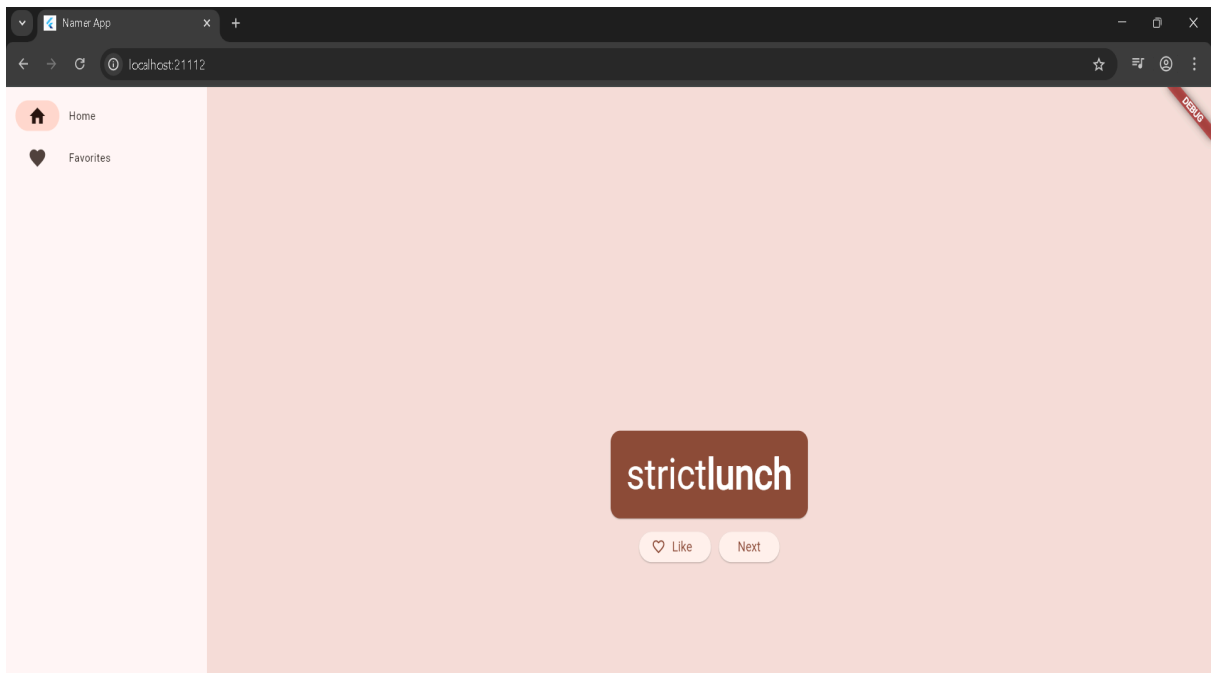 Namer App
localhost:21112
Home
DEBUG
Favorites
strictlunch
Like
Next